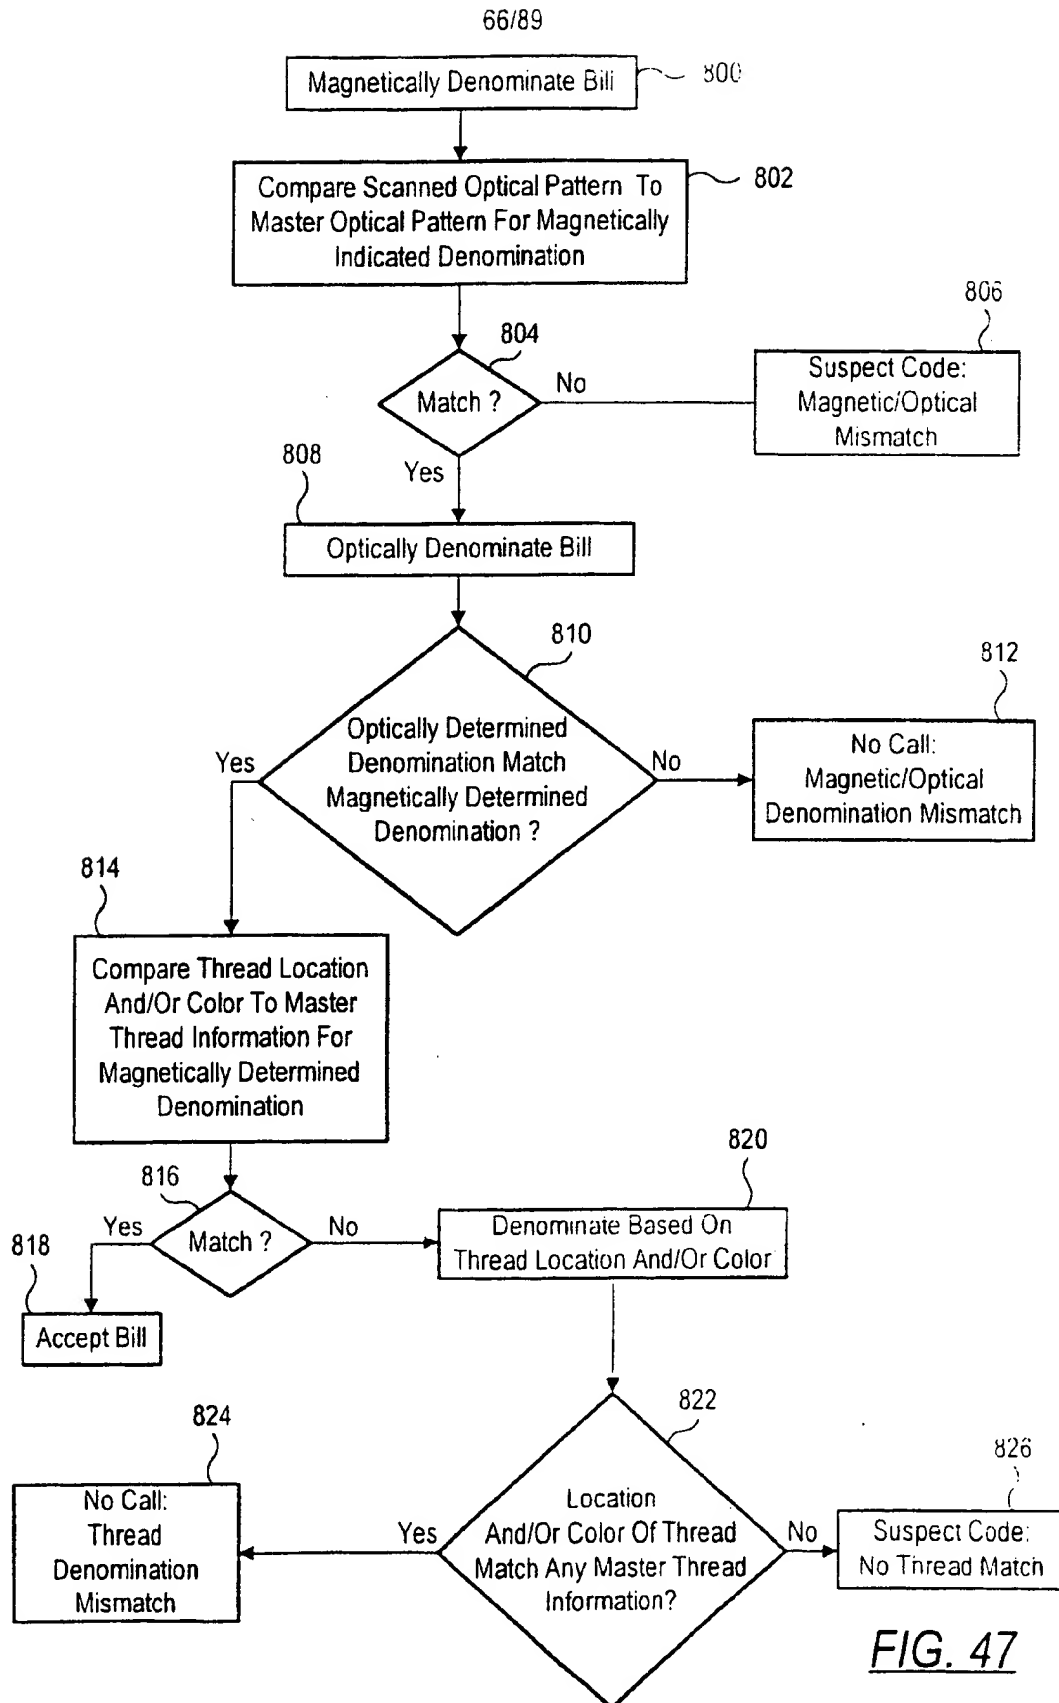 66/89
Magnetically Denominate Bill
800
Compare Scanned Optical Pattern To
Master Optical Pattern For Magnetically
Indicated Denomination
802
804
Match ?
No
806
Suspect Code:
Magnetic/Optical
Mismatch
Yes
808
Optically Denominate Bill
810
Optically Determined
Denomination Match
Magnetically Determined
Denomination ?
Yes
No
812
No Call:
Magnetic/Optical
Denomination Mismatch
814
Compare Thread Location
And/Or Color To Master
Thread Information For
Magnetically Determined
Denomination
816
Match ?
Yes
No
818
Accept Bill
820
Denominate Based On
Thread Location And/Or Color
822
Location
And/Or Color Of Thread
Match Any Master Thread
Information?
Yes
No
824
No Call:
Thread
Denomination
Mismatch
826
Suspect Code:
No Thread Match
FIG. 47